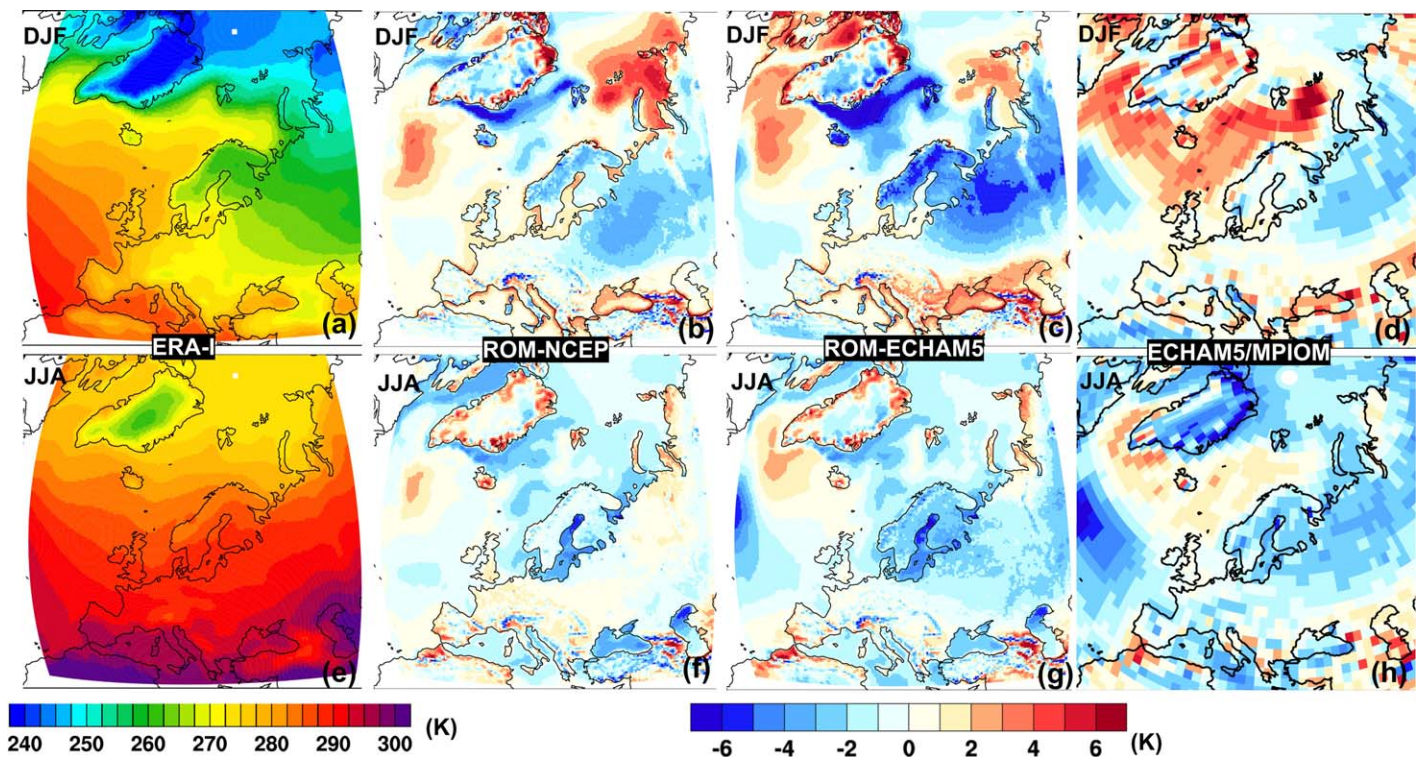 DJF DJF DJF DJF
(a) (b) (c) (d)
ERA-I ROM-NCEP ROM-ECHAM5 ECHAM5/MPIOM
JJA JJA JJA JJA
(e) (f) (g) (h)
240 250 260 270 280 290 300 (K)
-6 -4 -2 0 2 4 6 (K)